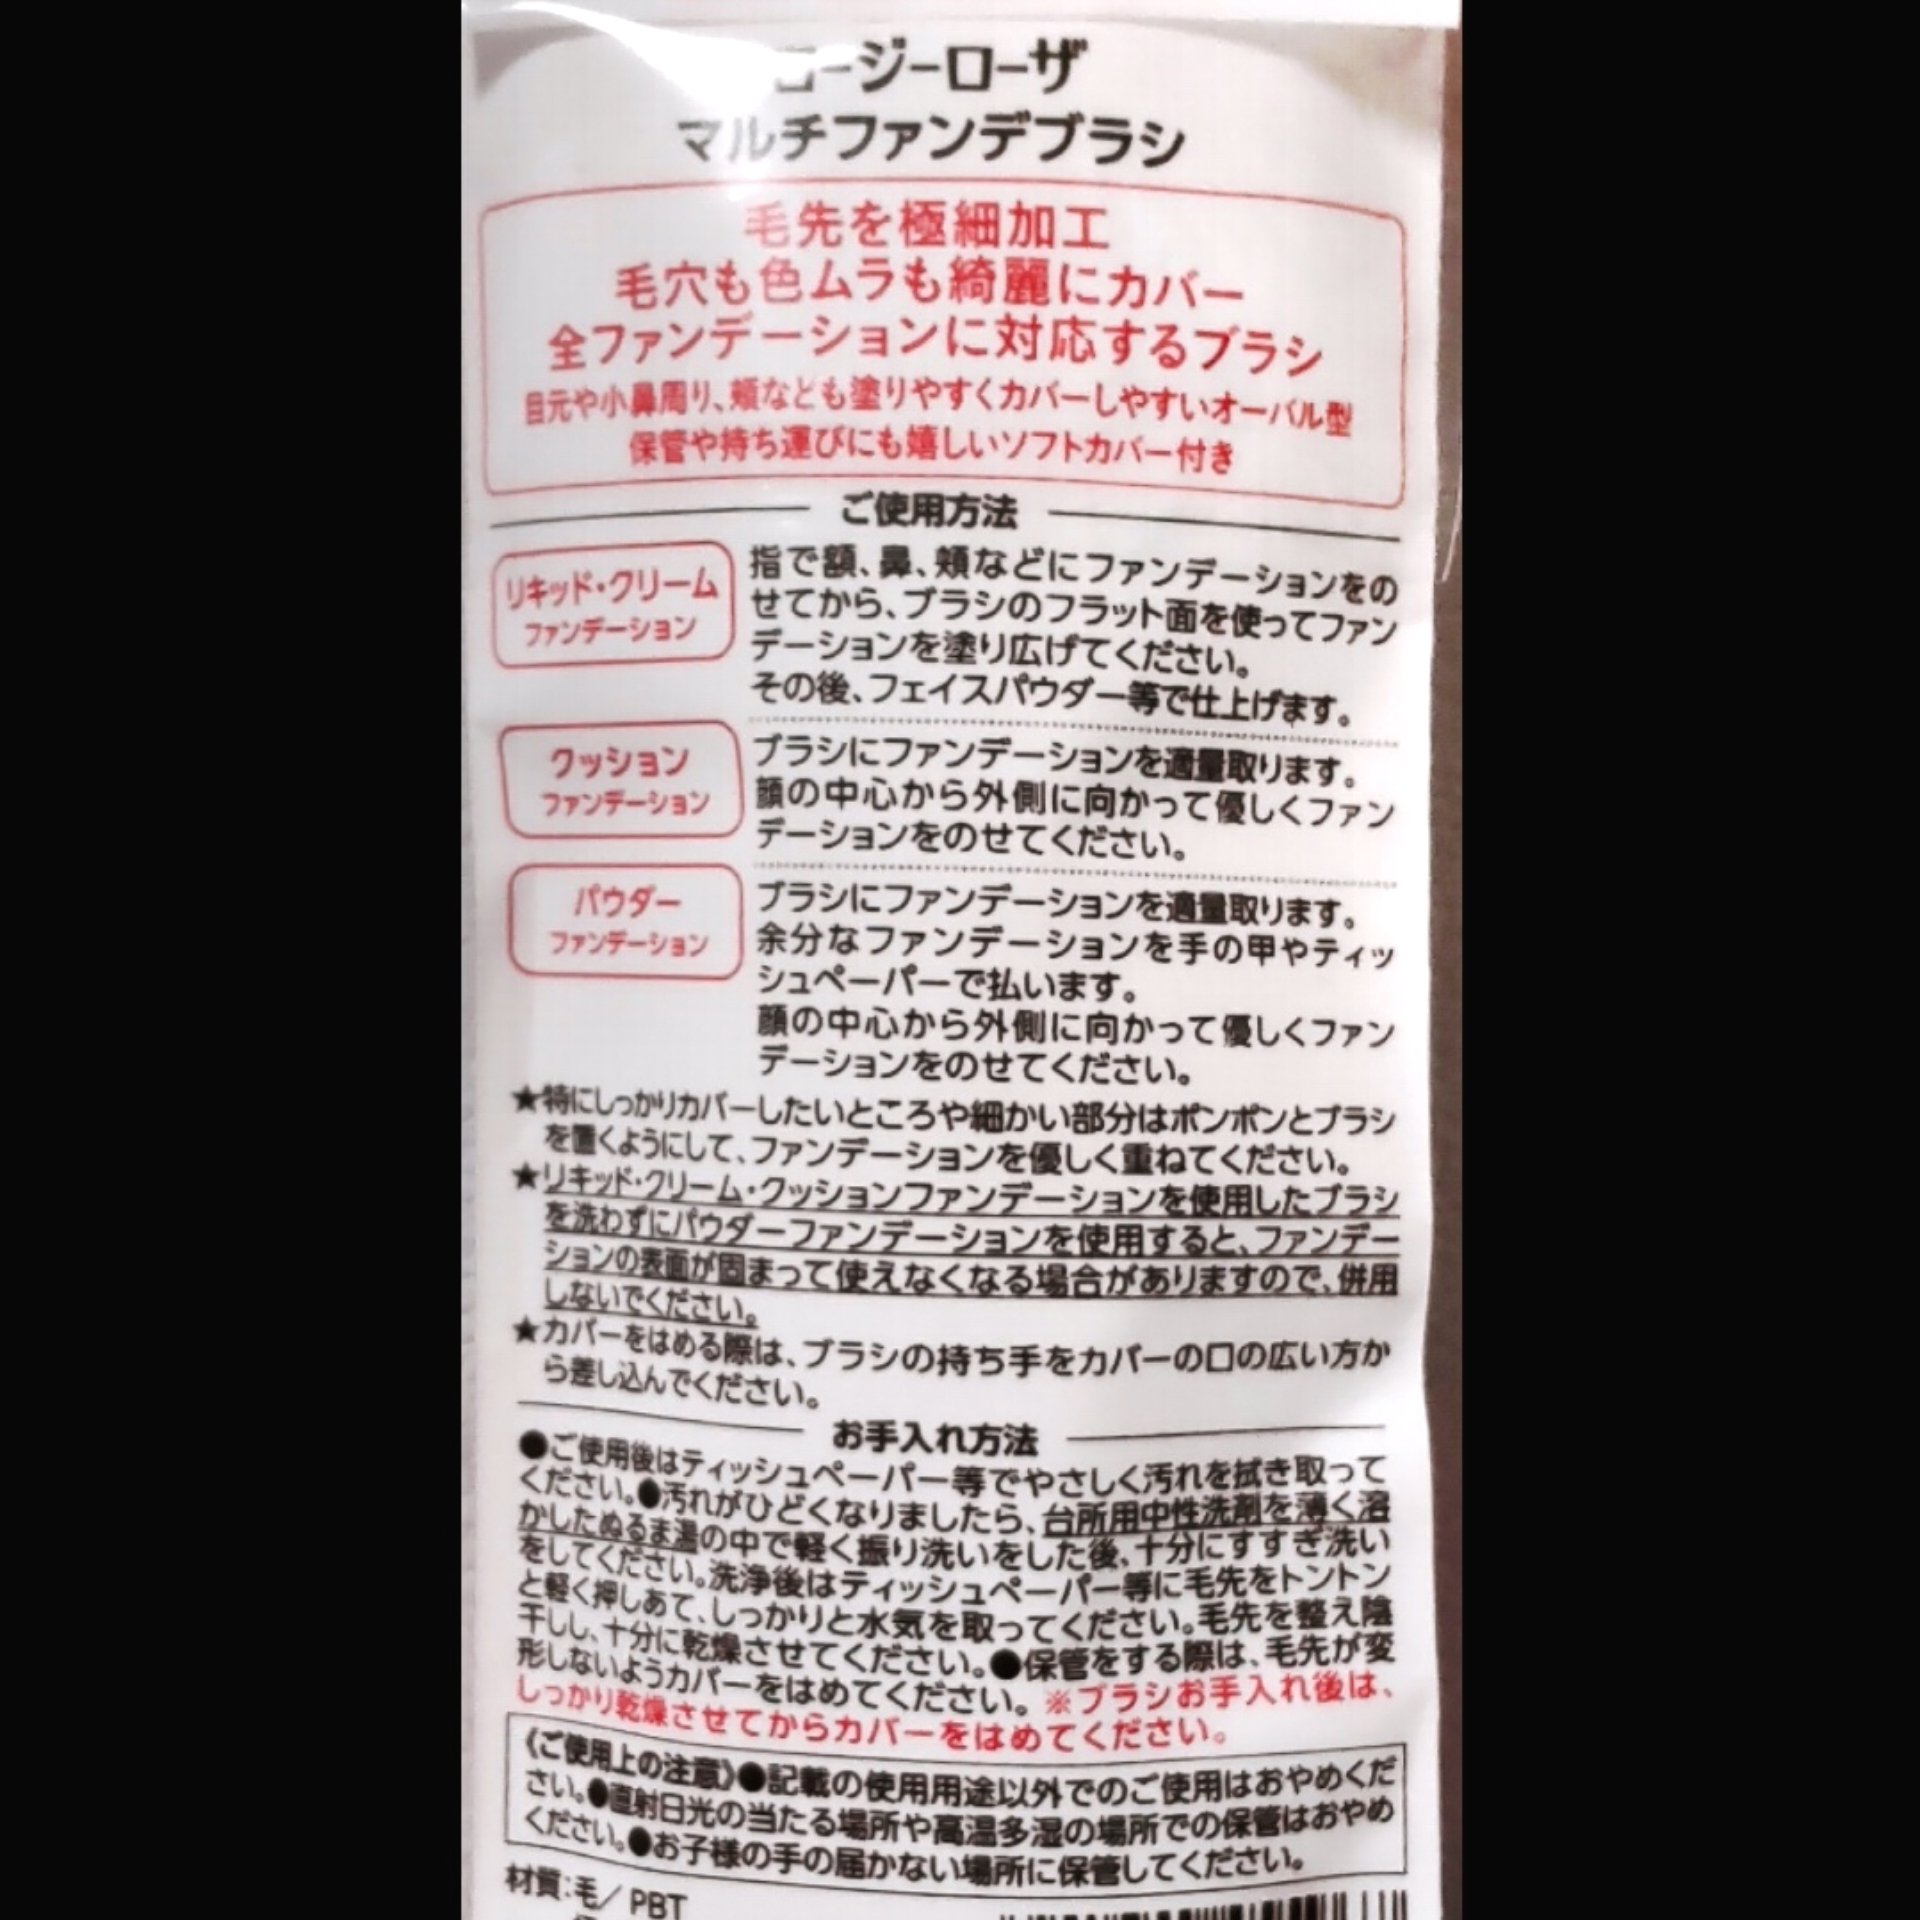 ロージーローザ
マルチファンデブラシ
毛先を極細加工
毛穴も色ムラも綺麗にカバー
全ファンデーションに対応するブラシ
目元や小鼻周り、頬なども塗りやすくカバーしやすいオーバル型
保管や持ち運びにも嬉しいソフトカバー付き
ご使用方法
リキッド・クリーム
ファンデーション
指で額、鼻、頬などにファンデーションをの
せてから、ブラシのフラット面を使ってファン
デーションを塗り広げてください。
その後、フェイスパウダー等で仕上げます。
クッション
ファンデーション
ブラシにファンデーションを適量取ります。
顔の中心から外側に向かって優しくファン
デーションをのせてください。
パウダー
ファンデーション
ブラシにファンデーションを適量取ります。
余分なファンデーションを手の甲やティッ
シュペーパーで払います。
顔の中心から外側に向かって優しくファン
デーションをのせてください。
★特にしっかりカバーしたいところや細かい部分はポンポンとブラシ
を置くようにして、ファンデーションを優しく重ねてください。
★リキッド・クリーム・クッションファンデーションを使用したブラシ
を洗わずにパウダーファンデーションを使用すると、ファンデー
ションの表面が固まって使えなくなる場合がありますので、併用
しないでください。
★カバーをはめる際は、ブラシの持ち手をカバーの口の広い方か
ら差し込んでください。
お手入れ方法
●ご使用後はティッシュペーパー等でやさしく汚れを拭き取って
ください。●汚れがひどくなりましたら、台所用中性洗剤を薄く溶
かしたぬるま湯の中で軽く振り洗いをした後、十分にすすぎ洗い
をしてください。洗浄後はティッシュペーパー等に毛先をトントン
と軽く押しあて、しっかりと水気を取ってください。毛先を整え陰
干しし、十分に乾燥させてください。●保管をする際は、毛先が変
形しないようカバーをはめてください。※ブラシお手入れ後は、
しっかり乾燥させてからカバーをはめてください。
《ご使用上の注意》●記載の使用用途以外でのご使用はおやめくだ
さい。●直射日光の当たる場所や高温多湿の場所での保管はおやめ
ください。●お子様の手の届かない場所に保管してください。
材質:毛/PBT